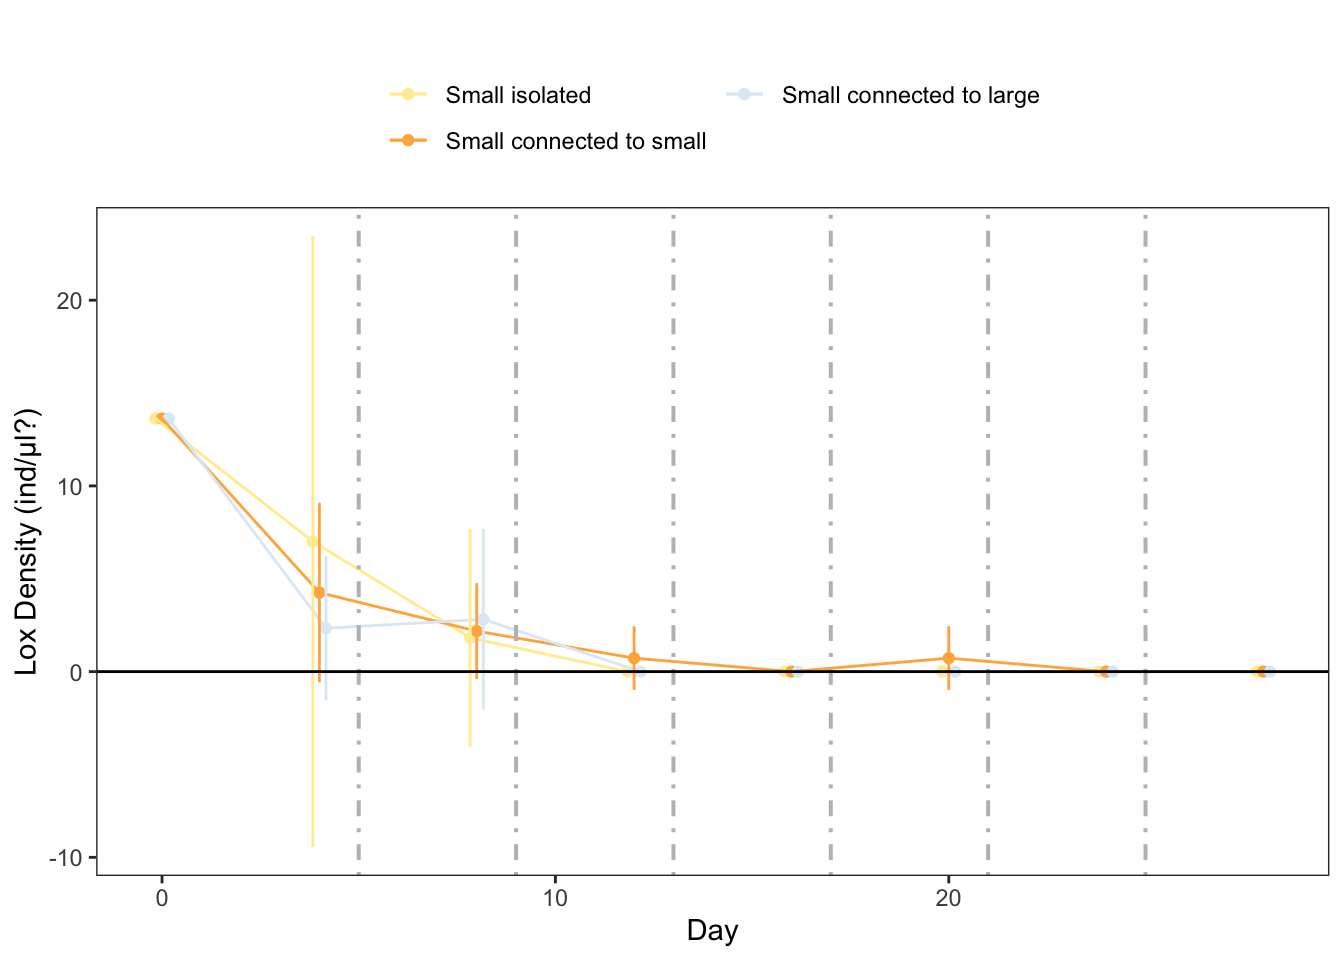 Small isolated
Small connected to large
Small connected to small
Lox Density (ind/µl?)
20
10
0
-10
0
10
20
Day